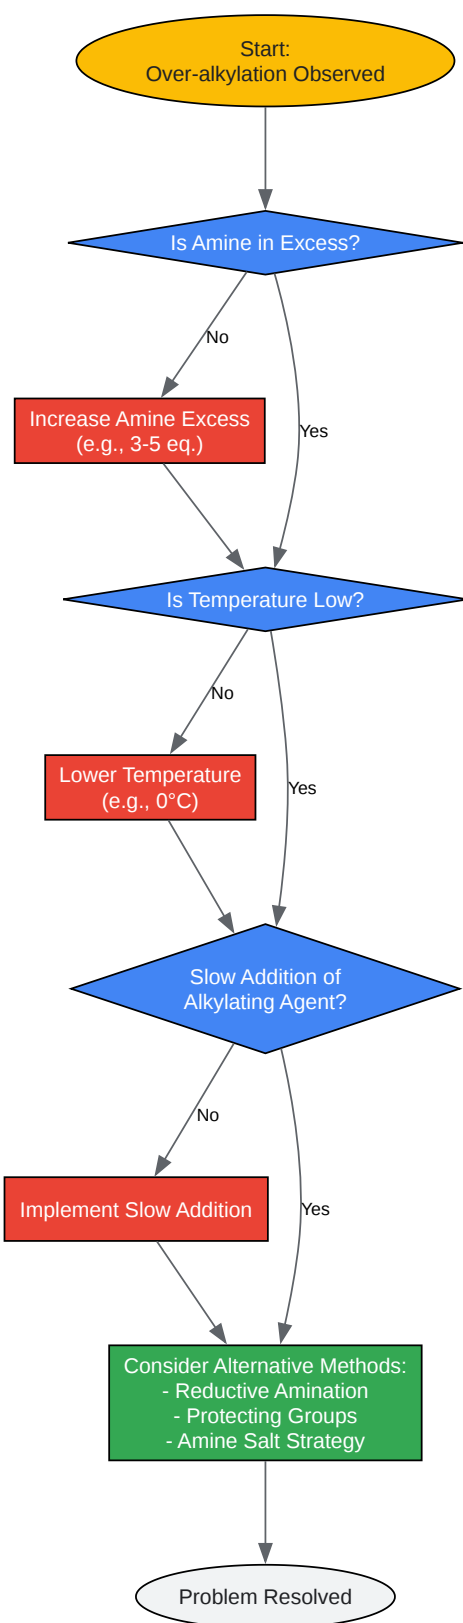 Start:
Over-alkylation Observed
Is Amine in Excess?
No
Increase Amine Excess
(e.g., 3-5 eq.)
Yes
Is Temperature Low?
No
Lower Temperature
(e.g., 0°C)
Yes
Slow Addition of
Alkylating Agent?
No
Implement Slow Addition
Yes
Consider Alternative Methods:
- Reductive Amination
- Protecting Groups
- Amine Salt Strategy
Problem Resolved